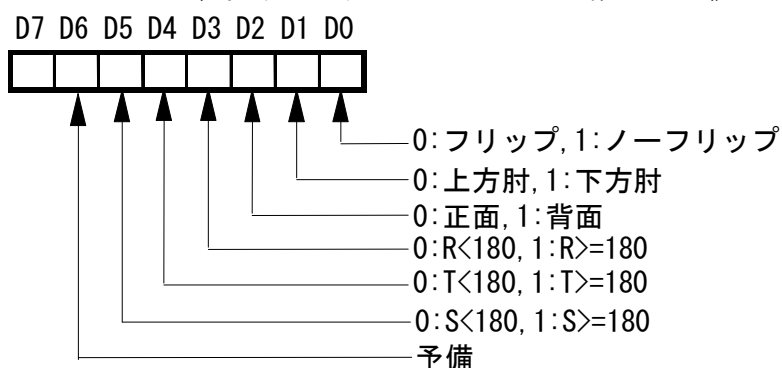 D7 D6 D5 D4 D3 D2 D1 D0
0:フリップ,1:ノーフリップ
0:上方肘,1:下方肘
0:正面,1:背面
0:R<180,1:R>=180
0:T<180,1:T>=180
0:S<180,1:S>=180
予備